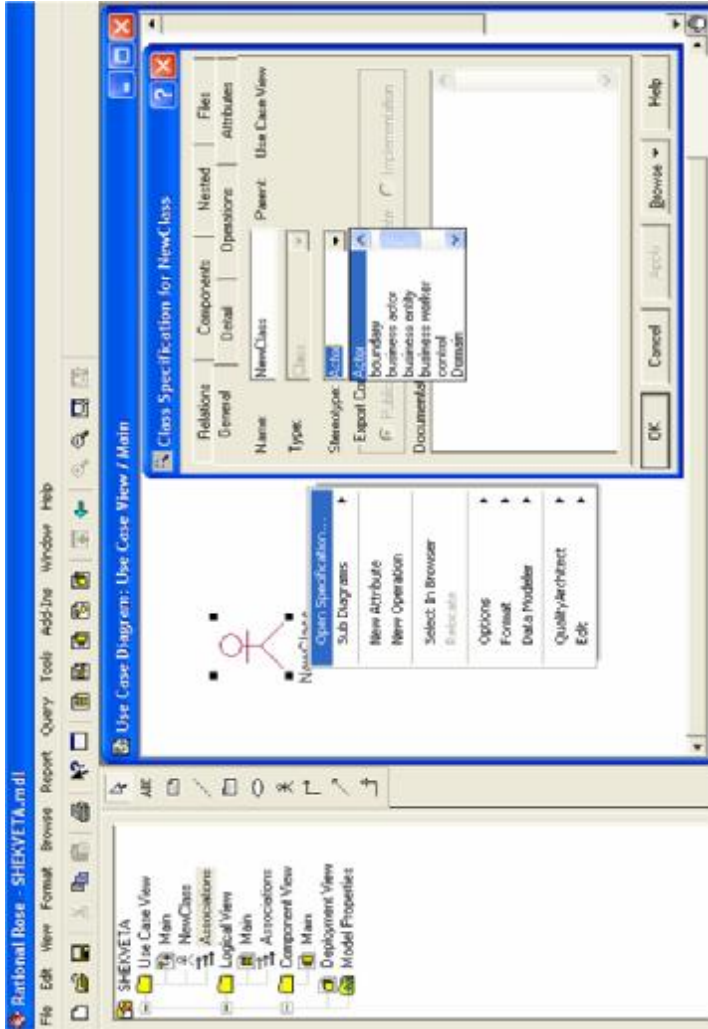 Rational Rose - SHEKVETA.mdl
File Edit View Format Browse Report Query Tools Add-Ins Window Help
SHEKVETA
Use Case View
Main
NewClass
Associations
Logical View
Main
Associations
Component View
Main
Deployment View
Model Properties
ABC
Use Case Diagram: Use Case View / Main
NewClass
Open Specification...
Sub Diagrams
New Attribute
New Operation
Select In Browser
Relocate
Options
Format
Data Modeler
QualityArchitect
Edit
Class Specification for NewClass
Relations Components Nested Files
General Detail Operations Attributes
Name: NewClass Parent: Use Case View
Type: Class
Stereotype: Actor
Actor
boundary
business actor
business entity
business worker
control
Domain
Export Co
Public Implementation
Documenta
OK Cancel Apply Browse Help